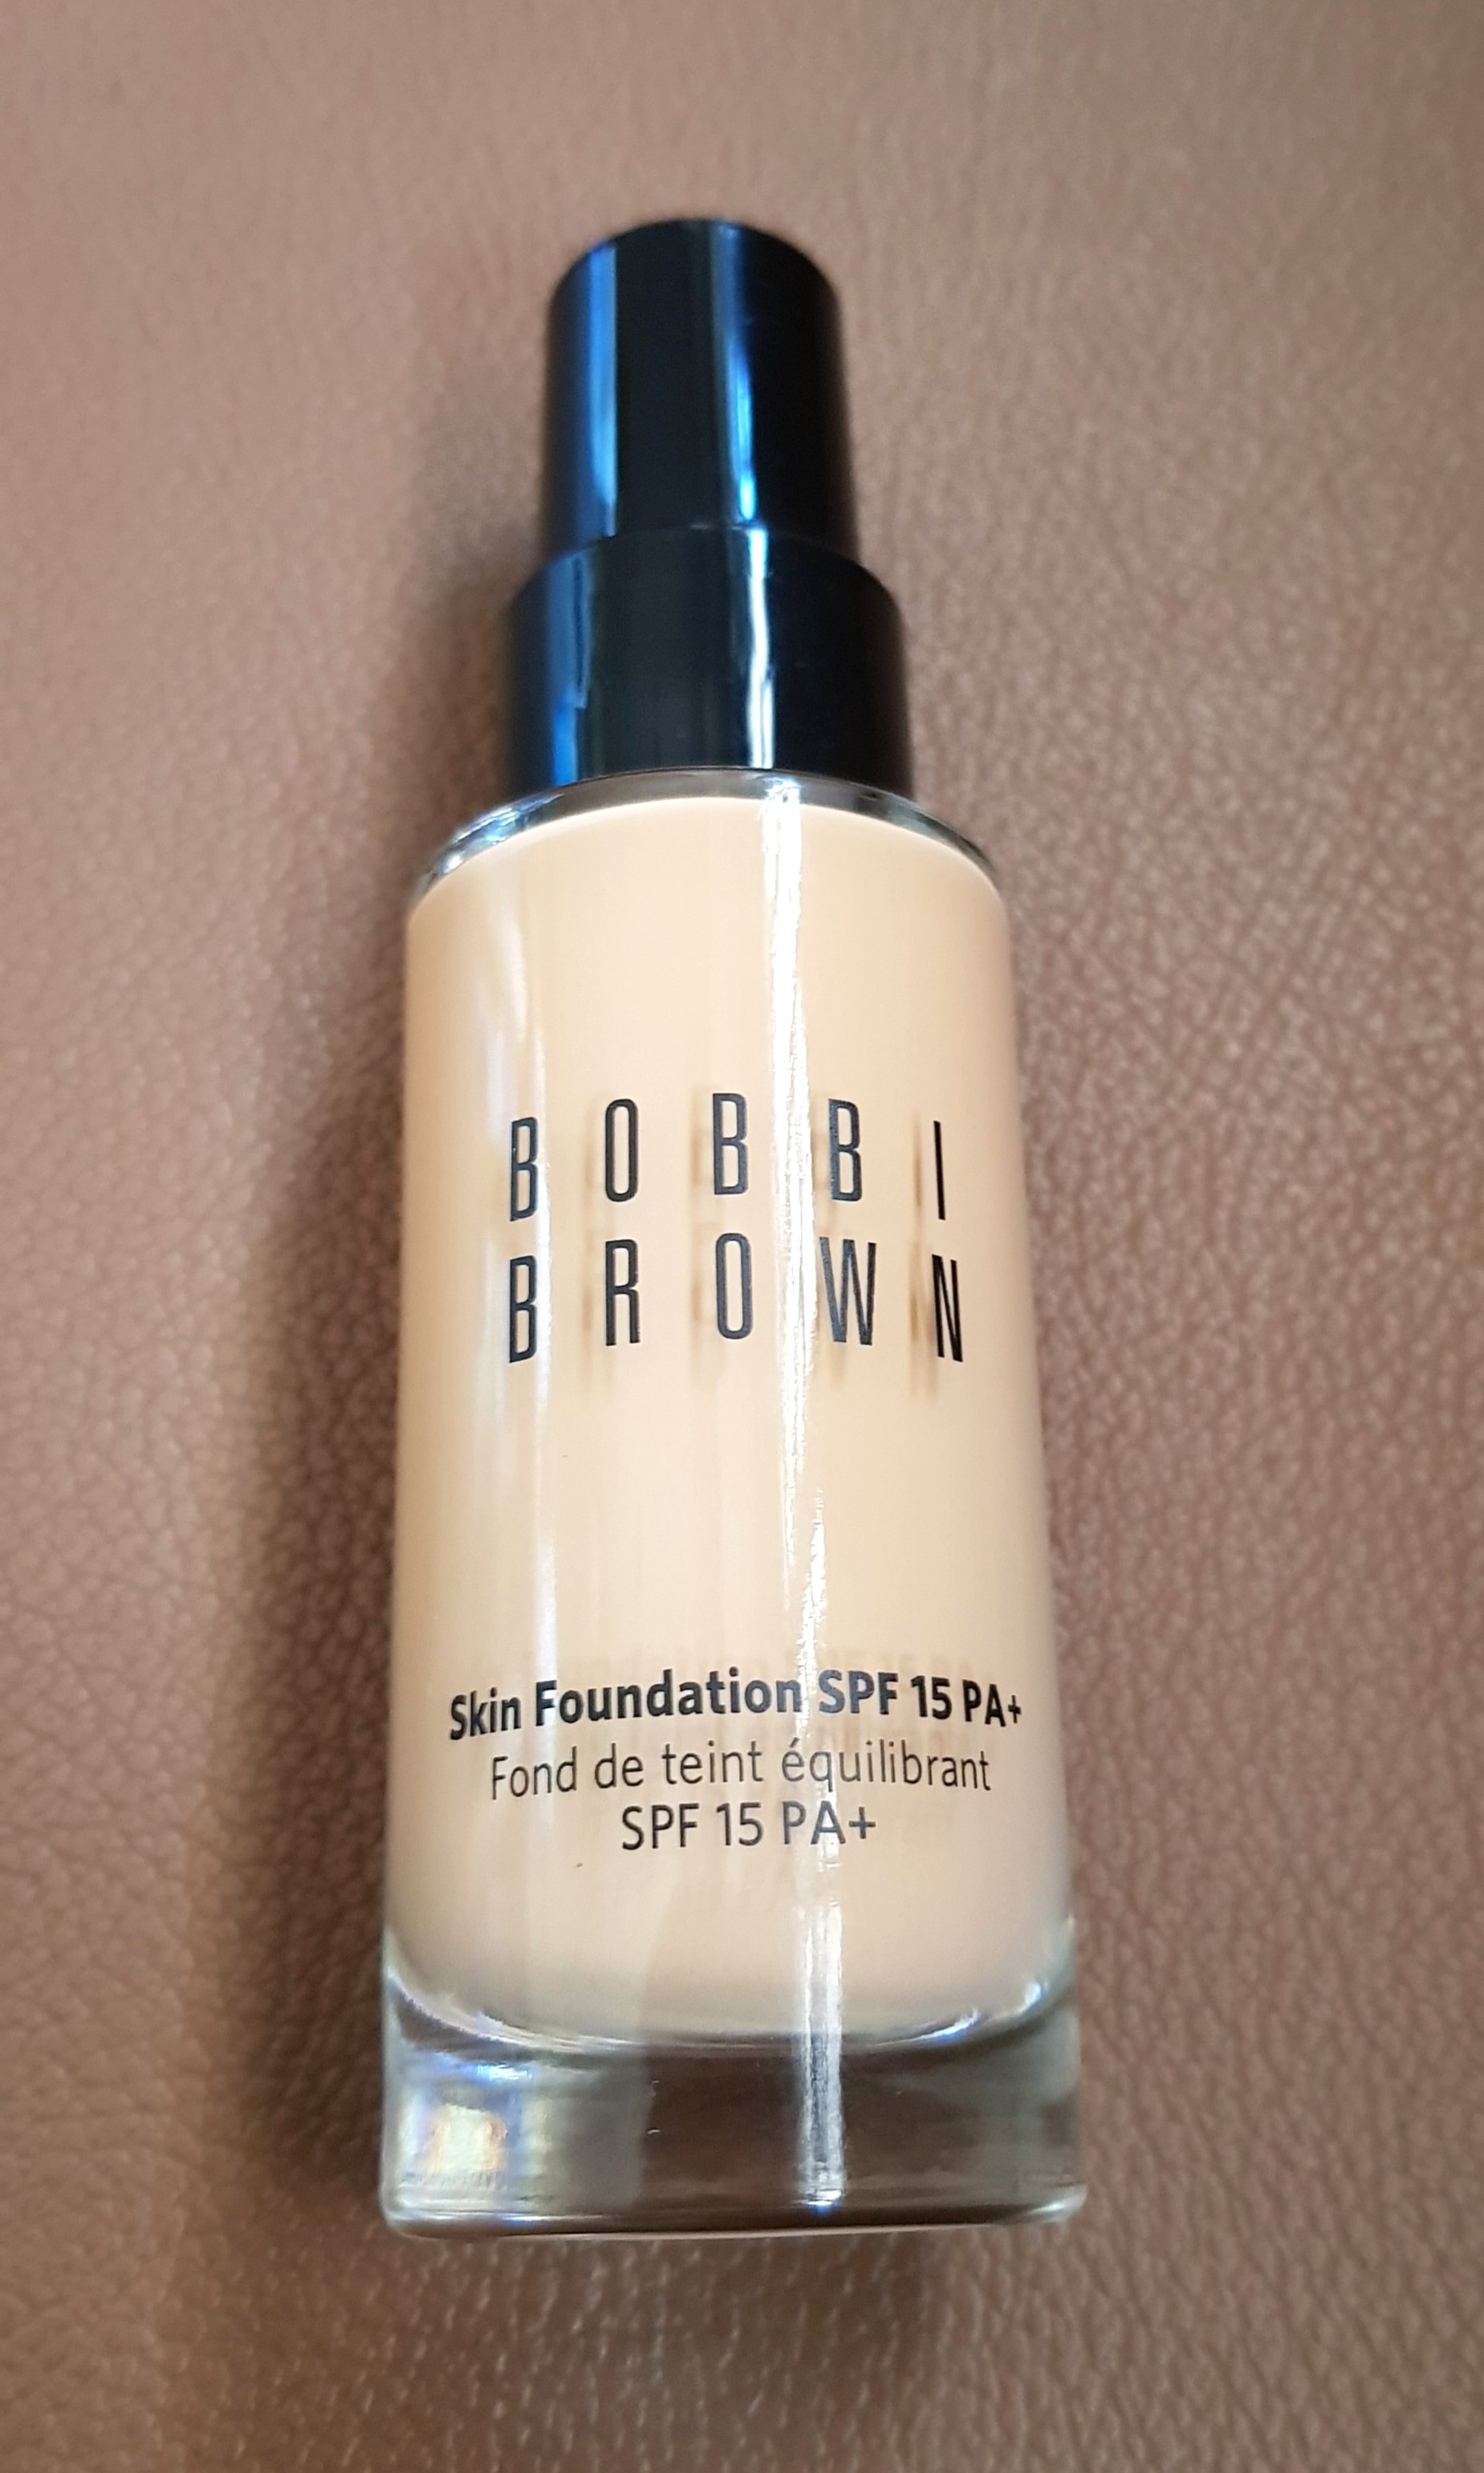 BOBBI
BROWN
Skin Foundation SPF 15 PA+
Fond de teint équilibrant
SPF 15 PA+